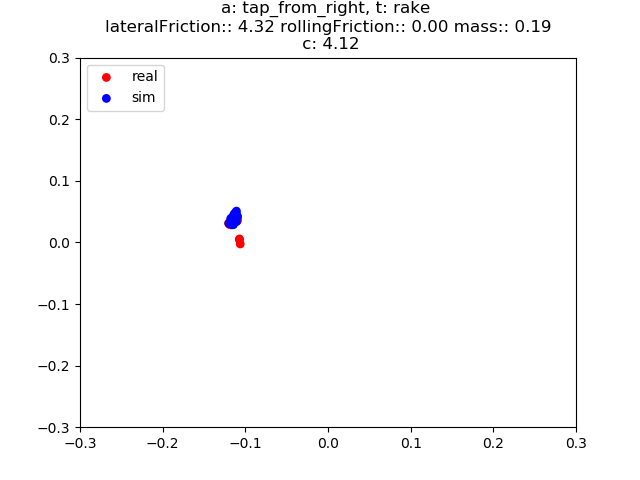 a: tap_from_right, t: rake
lateralFriction:: 4.32 rollingFriction:: 0.00 mass:: 0.19
c: 4.12
real
sim
0.3
0.2
0.1
0.0
−0.1
−0.2
−0.3
−0.3
−0.2
−0.1
0.0
0.1
0.2
0.3